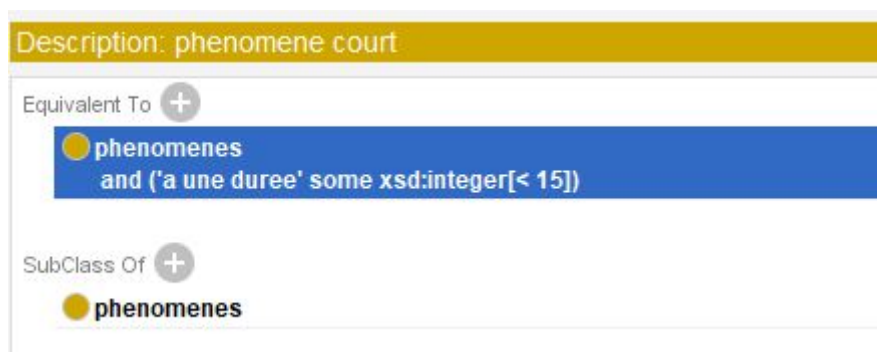 Description: phenomene court
Equivalent To
phenomenes
and ('a une duree' some xsd:integer[< 15])
SubClass Of
phenomenes